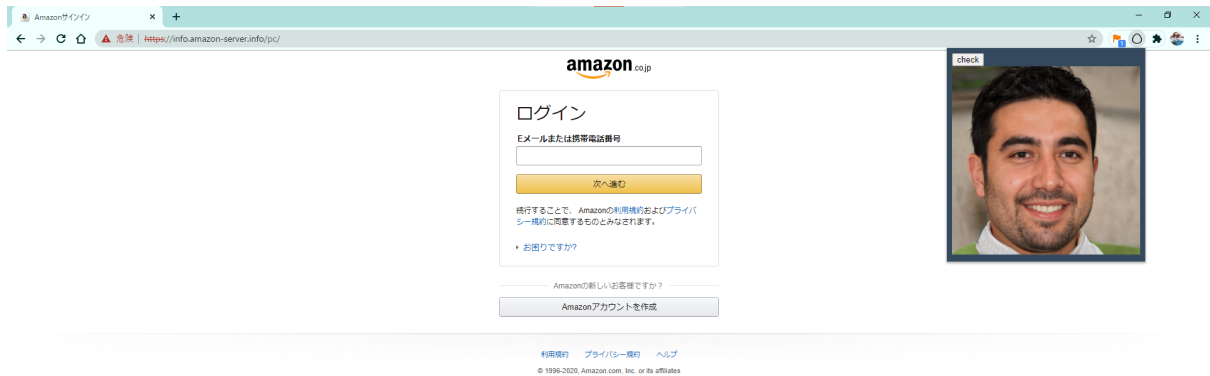 Amazonサインイン
危険 | https://info.amazon-server.info/pc/
1
check
amazon.co.jp
ログイン
Eメールまたは携帯電話番号
次へ進む
続行することで、Amazonの利用規約およびプライバ
シー規約に同意するものとみなされます。
お困りですか?
Amazonの新しいお客様ですか?
Amazonアカウントを作成
利用規約 プライバシー規約 ヘルプ
© 1996-2020, Amazon.com, Inc. or its affiliates